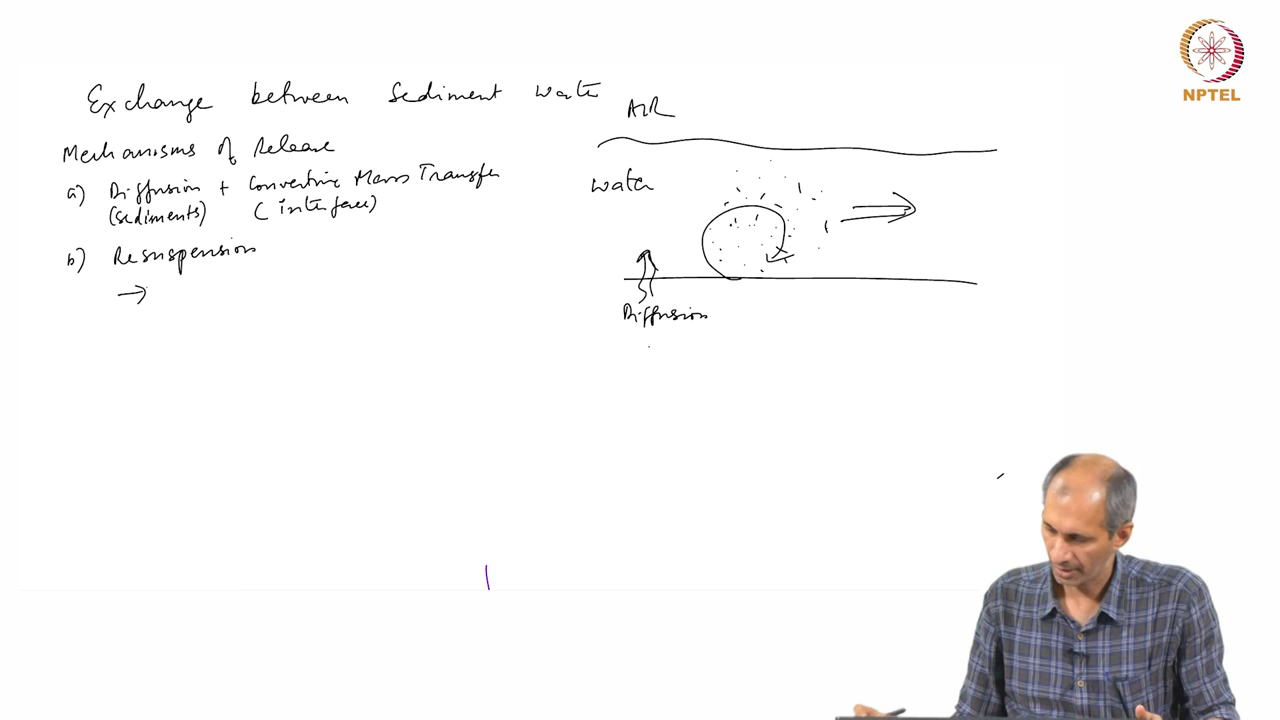 Exchange between Sediment Water
Mechanisms of Release
a) Diffusion + Convective Mass Transfer
(sediments) (interface)
b) Resuspension
→
AIR
Water
Diffusion
NPTEL